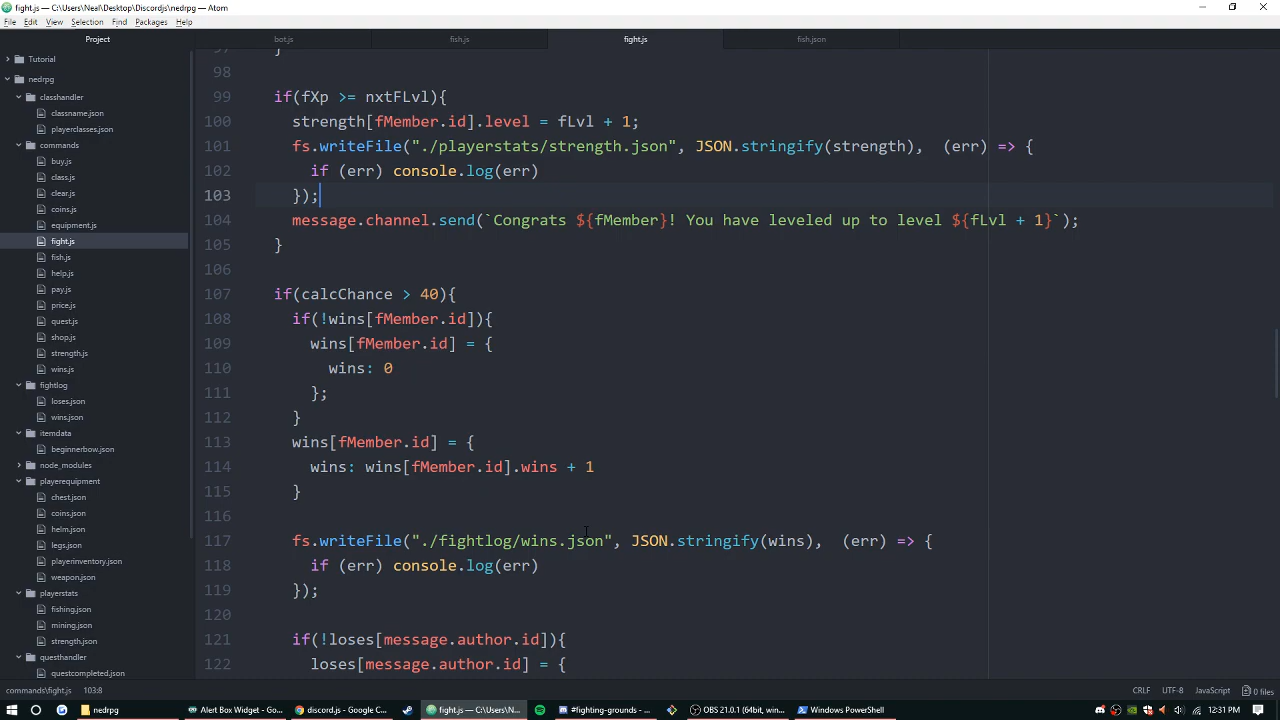 fight.js — C:\Users\Neal\Desktop\Discordjs\nedrpg — Atom
File Edit View Selection Find Packages Settings
Project
bot.js fish.js fight.js fish.json
Tutorial
nedrpg
classhandler
classname.json
playerclasses.json
commands
buy.js
class.js
clear.js
coins.js
equipment.js
fight.js
fish.js
help.js
pay.js
price.js
quest.js
shop.js
strength.js
wins.js
fightlog
loses.json
wins.json
itemdata
beginnerbow.json
node_modules
playerequipment
chest.json
coins.json
helm.json
legs.json
playerinventory.json
weapon.json
playerstats
fishing.json
mining.json
strength.json
questhandler
questcompleted.json
97 }
98
99 if(fXp >= nxtFLvl){
100 strength[fMember.id].level = fLvl + 1;
101 fs.writeFile("./playerstats/strength.json", JSON.stringify(strength), (err) => {
102 if (err) console.log(err)
103 });
104 message.channel.send(`Congrats ${fMember}! You have leveled up to level ${fLvl + 1}`);
105 }
106
107 if(calcChance > 40){
108 if(!wins[fMember.id]){
109 wins[fMember.id] = {
110 wins: 0
111 };
112 }
113 wins[fMember.id] = {
114 wins: wins[fMember.id].wins + 1
115 }
116
117 fs.writeFile("./fightlog/wins.json", JSON.stringify(wins), (err) => {
118 if (err) console.log(err)
119 });
120
121 if(!loses[message.author.id]){
122 loses[message.author.id] = {
commands\fight.js 103:8 CRLF UTF-8 JavaScript 0 files
nedrpg Alert Box Widget - G... discord.js - Google C... fight.js — C:\Users\N... #fighting-grounds - ... OBS 21.0.1 (64bit, win... Windows PowerShell 12:31 PM